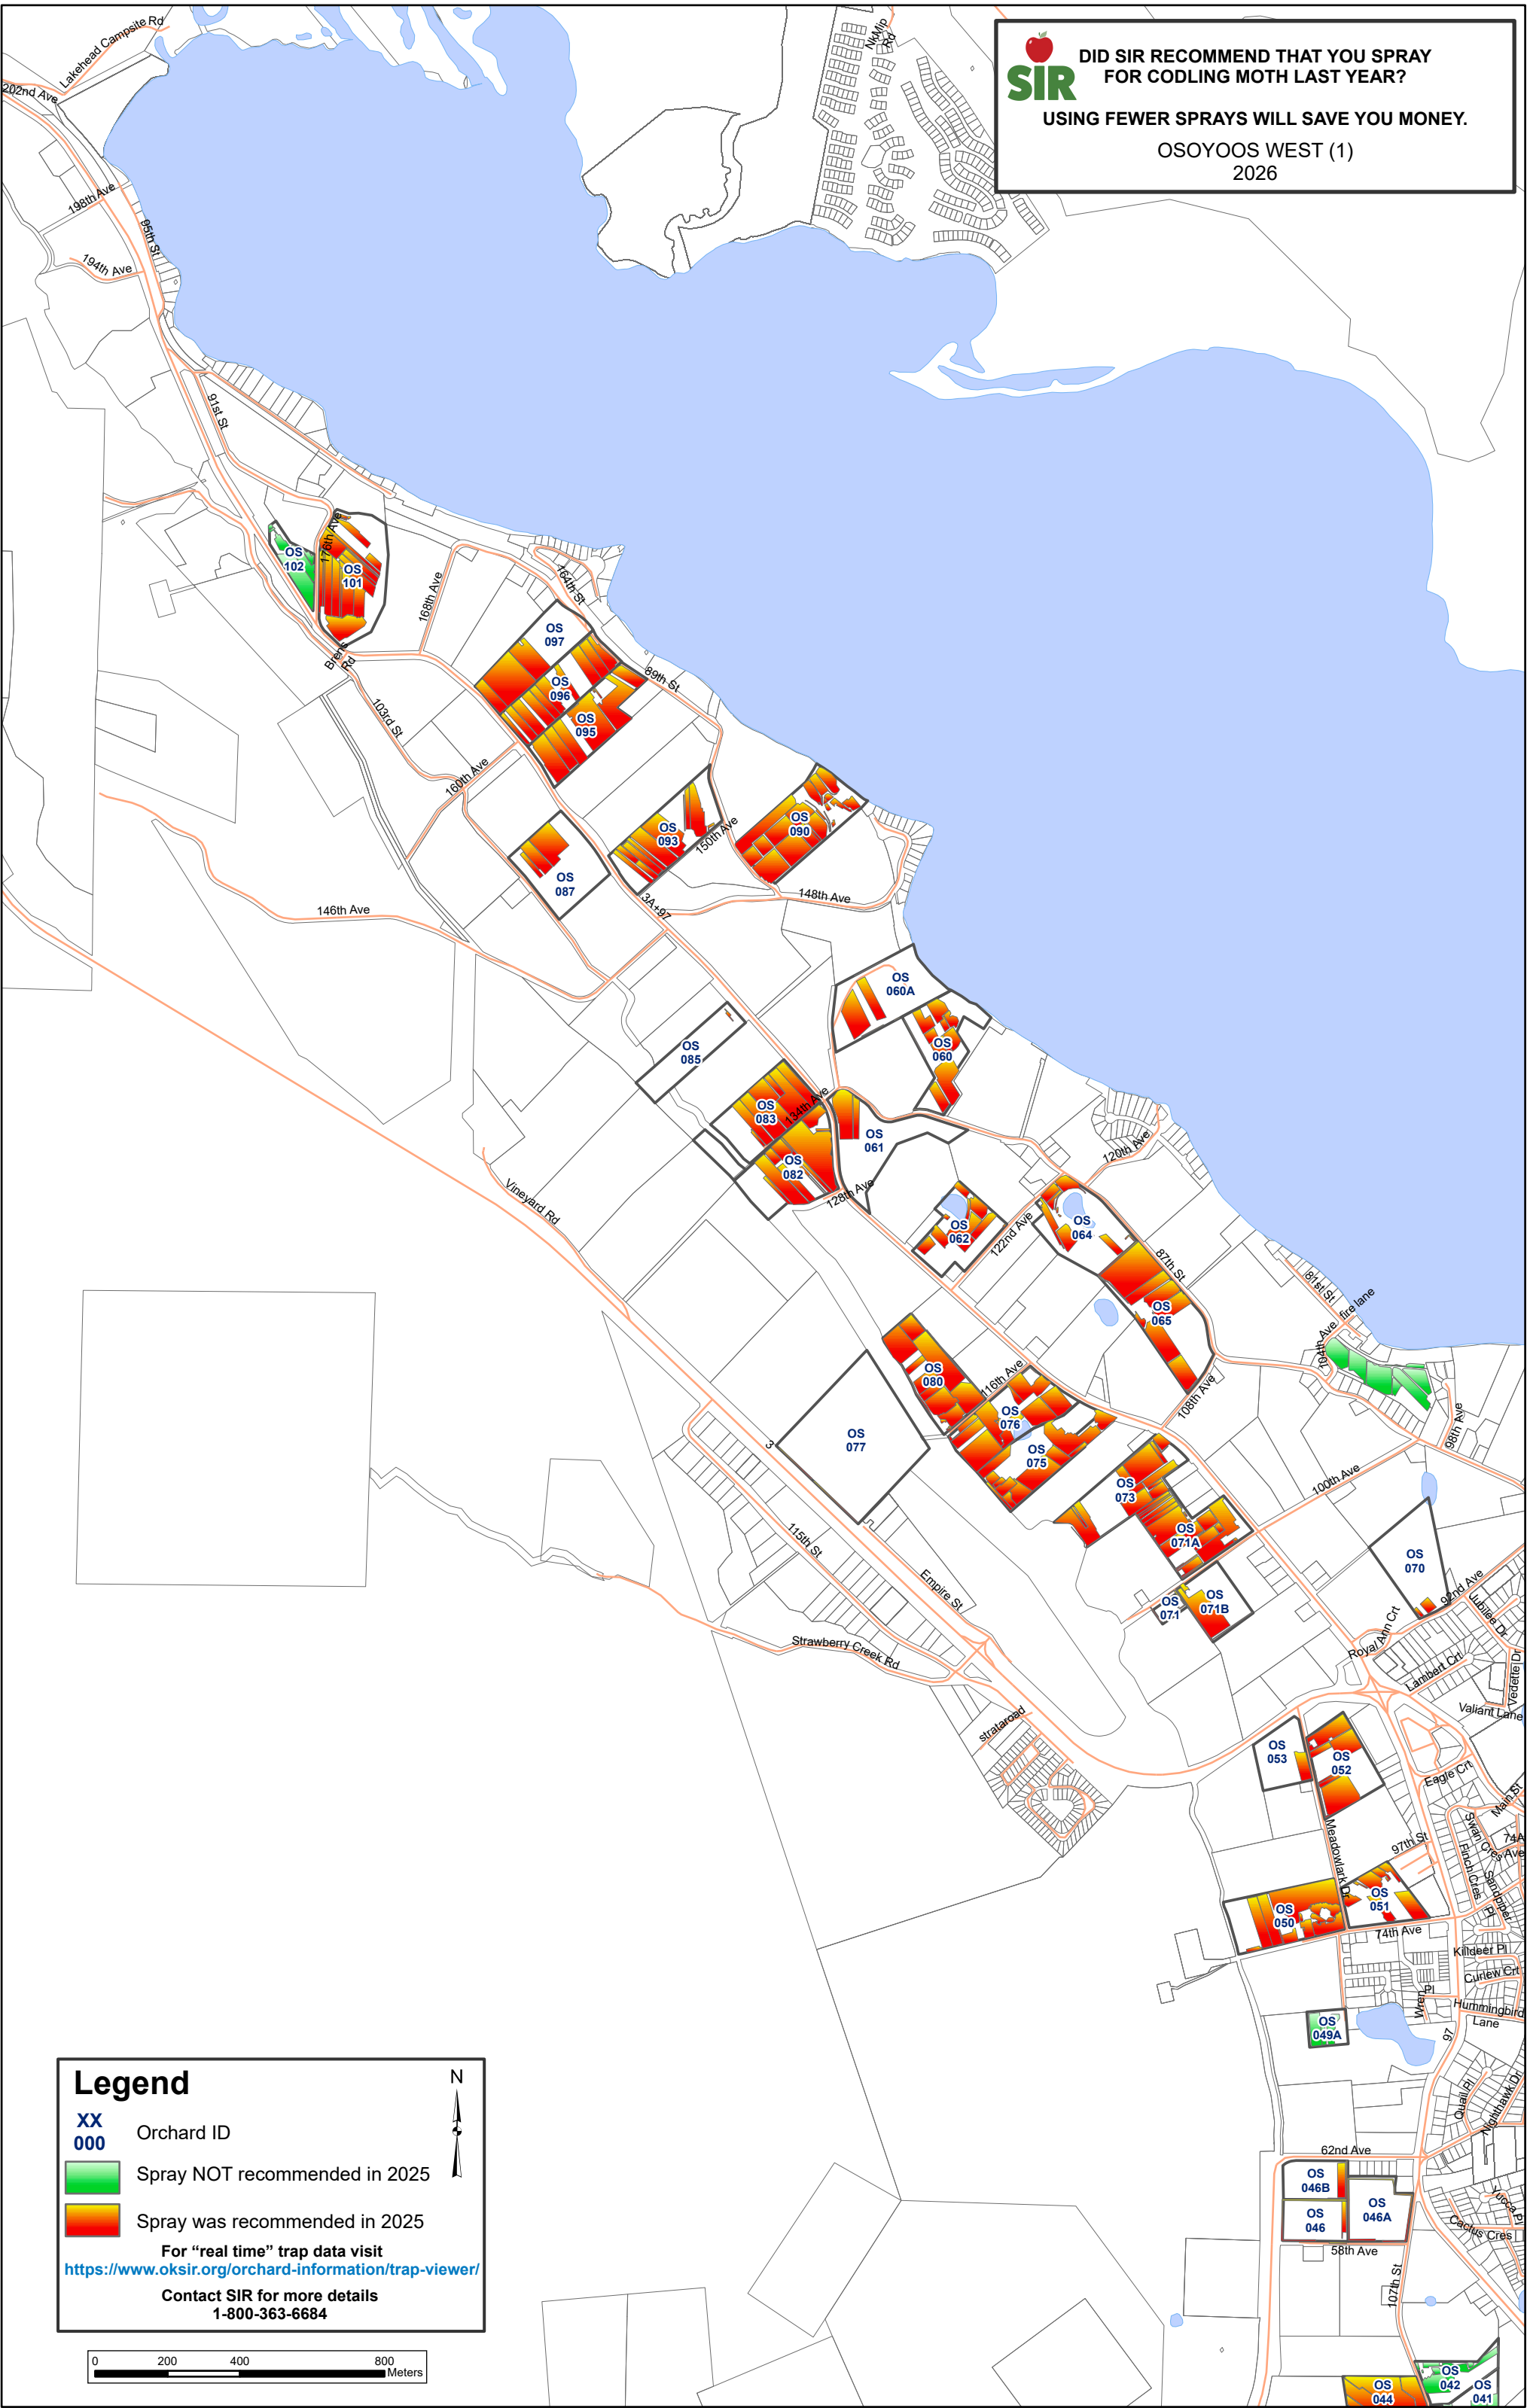 DID SIR RECOMMEND THAT YOU SPRAY
FOR CODLING MOTH LAST YEAR?
SIR
USING FEWER SPRAYS WILL SAVE YOU MONEY.
OSOYOOS WEST (1)
2026
NkMip
Rd
Lakehead Campsite Rd
202nd Ave
198th Ave
95th St
194th Ave
91st St
176th Ave
OS
102
OS
101
168th Ave
164th St
Brens
Rd
OS
097
OS
096
OS
095
89th St
103rd St
160th Ave
OS
093
150th Ave
OS
090
OS
087
148th Ave
3A+97
146th Ave
OS
060A
OS
060
OS
085
OS
083
134th Ave
OS
061
OS
082
128th Ave
120th Ave
Vineyard Rd
OS
062
122nd Ave
OS
064
87th St
OS
065
81st St
fire lane
104th Ave
108th Ave
98th Ave
OS
080
116th Ave
OS
076
OS
075
OS
077
3
OS
073
OS
071A
100th Ave
OS
070
92nd Ave
115th St
Empire St
OS
071
OS
071B
Jubilee Dr
Royal Ann Crt
Lambert Crt
Vedette Dr
Valiant Lane
Strawberry Creek Rd
strataroad
OS
053
OS
052
Eagle Crt
Main St
Meadowlark Dr
97th St
Swan Cres
74A
Ave
Finch Cres
Sandpiper
Pl
OS
051
OS
050
74th Ave
Killdeer Pl
Curlew Crt
Wren
Pl
Hummingbird
Lane
OS
049A
97
Quail Pl
Nighthawk Dr
62nd Ave
OS
046B
OS
046A
OS
046
Yucca Pl
Cactus Cres
58th Ave
107th St
OS
042
OS
041
OS
044
Legend
N
XX
000
Orchard ID
Spray NOT recommended in 2025
Spray was recommended in 2025
For “real time” trap data visit
https://www.oksir.org/orchard-information/trap-viewer/
Contact SIR for more details
1-800-363-6684
0 200 400 800
Meters